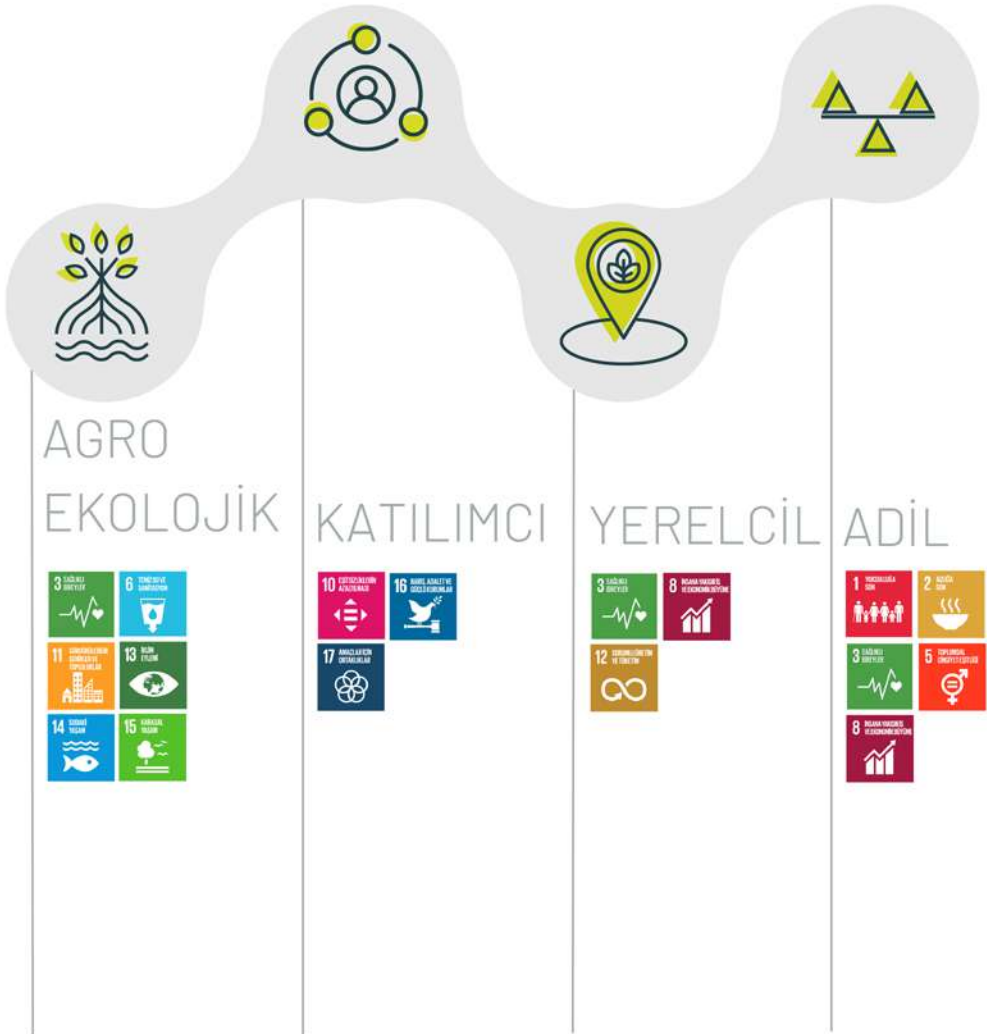 AGRO
EKOLOJİK
KATILIMCI
YERELCİL
ADİL
3 SAĞLIKLI
BİREYLER
6 TEMİZ SU VE
SANİTASYON
11 SÜRDÜRÜLEBİLİR
ŞEHİRLER VE
TOPLULUKLAR
13 İKLİM
EYLEMİ
14 SUDAKİ
YAŞAM
15 KARASAL
YAŞAM
10 EŞİTSİZLİKLERİN
AZALTILMASI
16 BARIŞ, ADALET VE
GÜÇLÜ KURUMLAR
17 AMAÇLAR İÇİN
ORTAKLIKLAR
3 SAĞLIKLI
BİREYLER
8 İNSANA YAKIŞIR İŞ
VE EKONOMİK BÜYÜME
12 SORUMLU ÜRETİM
VE TÜKETİM
1 YOKSULLUĞA
SON
2 AÇLIĞA
SON
3 SAĞLIKLI
BİREYLER
5 TOPLUMSAL
CİNSİYET EŞİTLİĞİ
8 İNSANA YAKIŞIR İŞ
VE EKONOMİK BÜYÜME